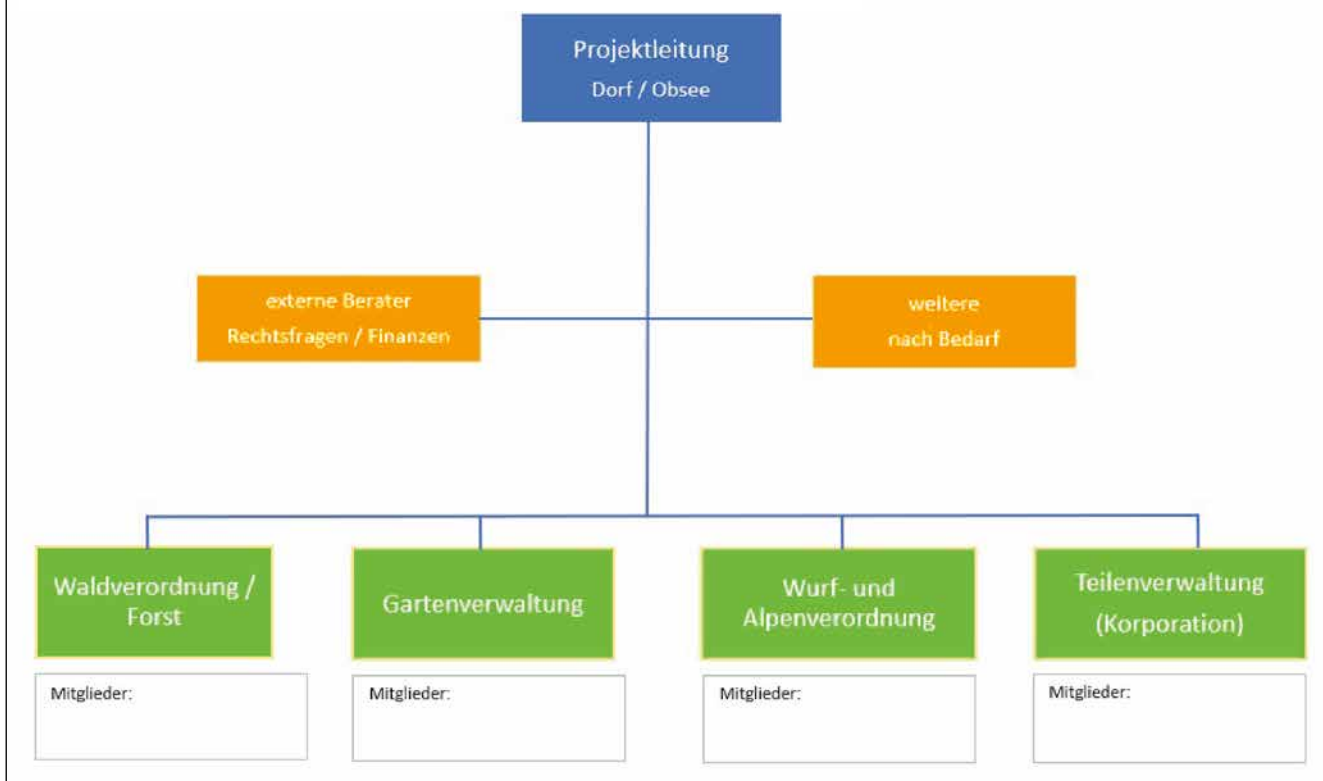 Projektleitung
Dorf / Obsee
externe Berater
Rechtsfragen / Finanzen
weitere
nach Bedarf
Waldverordnung /
Forst
Gartenverwaltung
Wurf- und
Alpenverordnung
Teilenverwaltung
(Korporation)
Mitglieder:
Mitglieder:
Mitglieder:
Mitglieder: